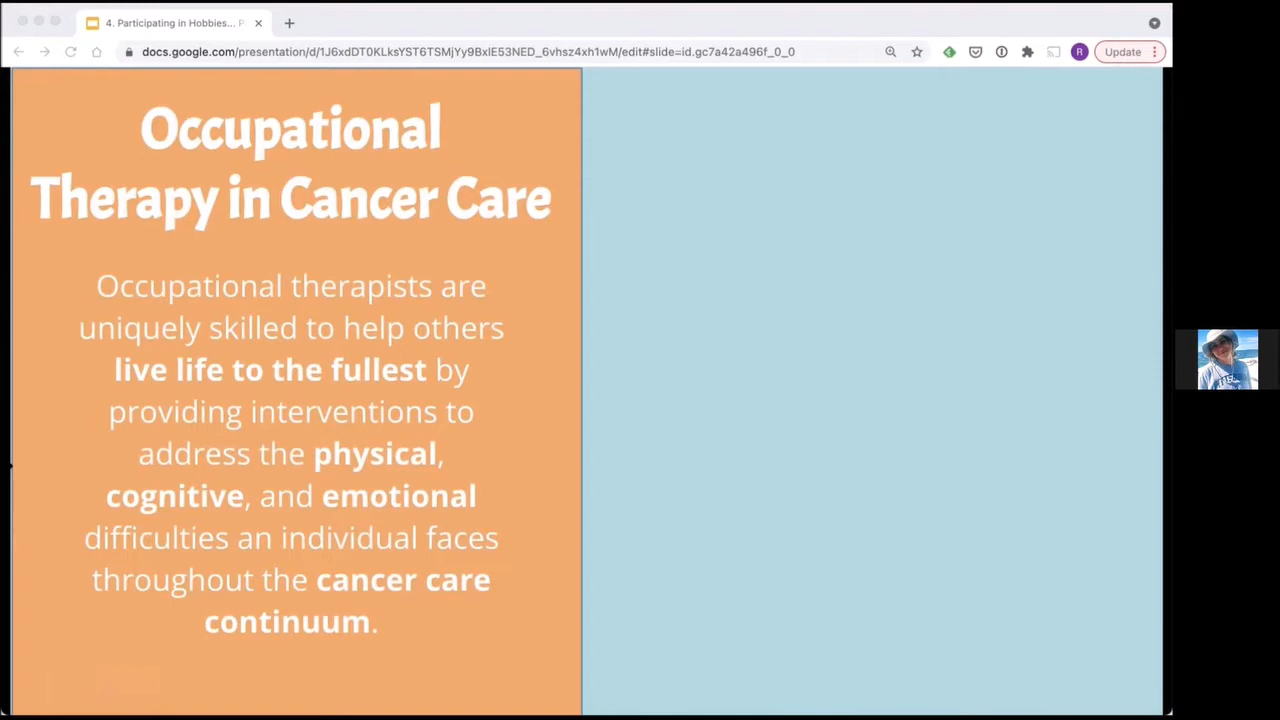 4. Participating in Hobbies... P
docs.google.com/presentation/d/1J6xdDT0KLksYST6TSMjYy9BxIE53NED_6vhsz4xh1wM/edit#slide=id.gc7a42a496f_0_0
R
Update
Occupational
Therapy in Cancer Care
Occupational therapists are
uniquely skilled to help others
live life to the fullest by
providing interventions to
address the physical,
cognitive, and emotional
difficulties an individual faces
throughout the cancer care
continuum.